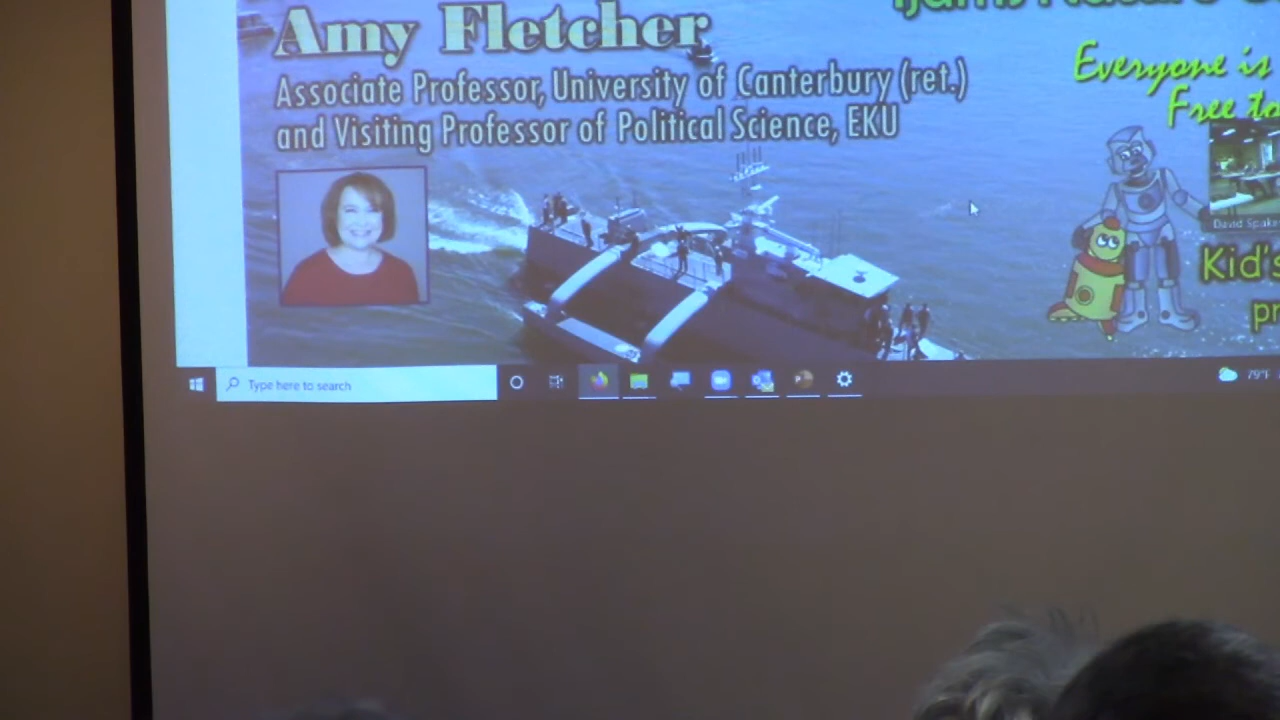 Amy Fletcher
Associate Professor, University of Canterbury (ret.)
and Visiting Professor of Political Science, EKU
Everyone is
Free to
Kid's
Type here to search
79°F